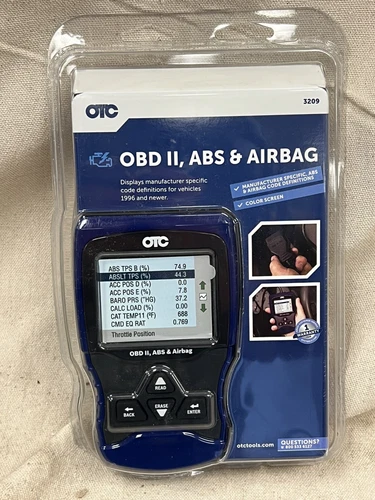 OTC
3209
OBD II, ABS & AIRBAG
Displays manufacturer specific
code definitions for vehicles
1996 and newer.
✓ MANUFACTURER SPECIFIC, ABS
& AIRBAG CODE DEFINITIONS
✓ COLOR SCREEN
OTC
ABS TPS B (%) 74.9
ABSLT TPS (%) 44.3
ACC POS D (%) 0.0
ACC POS E (%) 7.8
BARO PRS ("HG) 37.2
CALC LOAD (%) 0.00
CAT TEMP11 (°F) 688
CMD EQ RAT 0.769
Throttle Position
OBD II, ABS & Airbag
READ
BACK
ERASE
ENTER
1
WARRANTY
otctools.com
QUESTIONS?